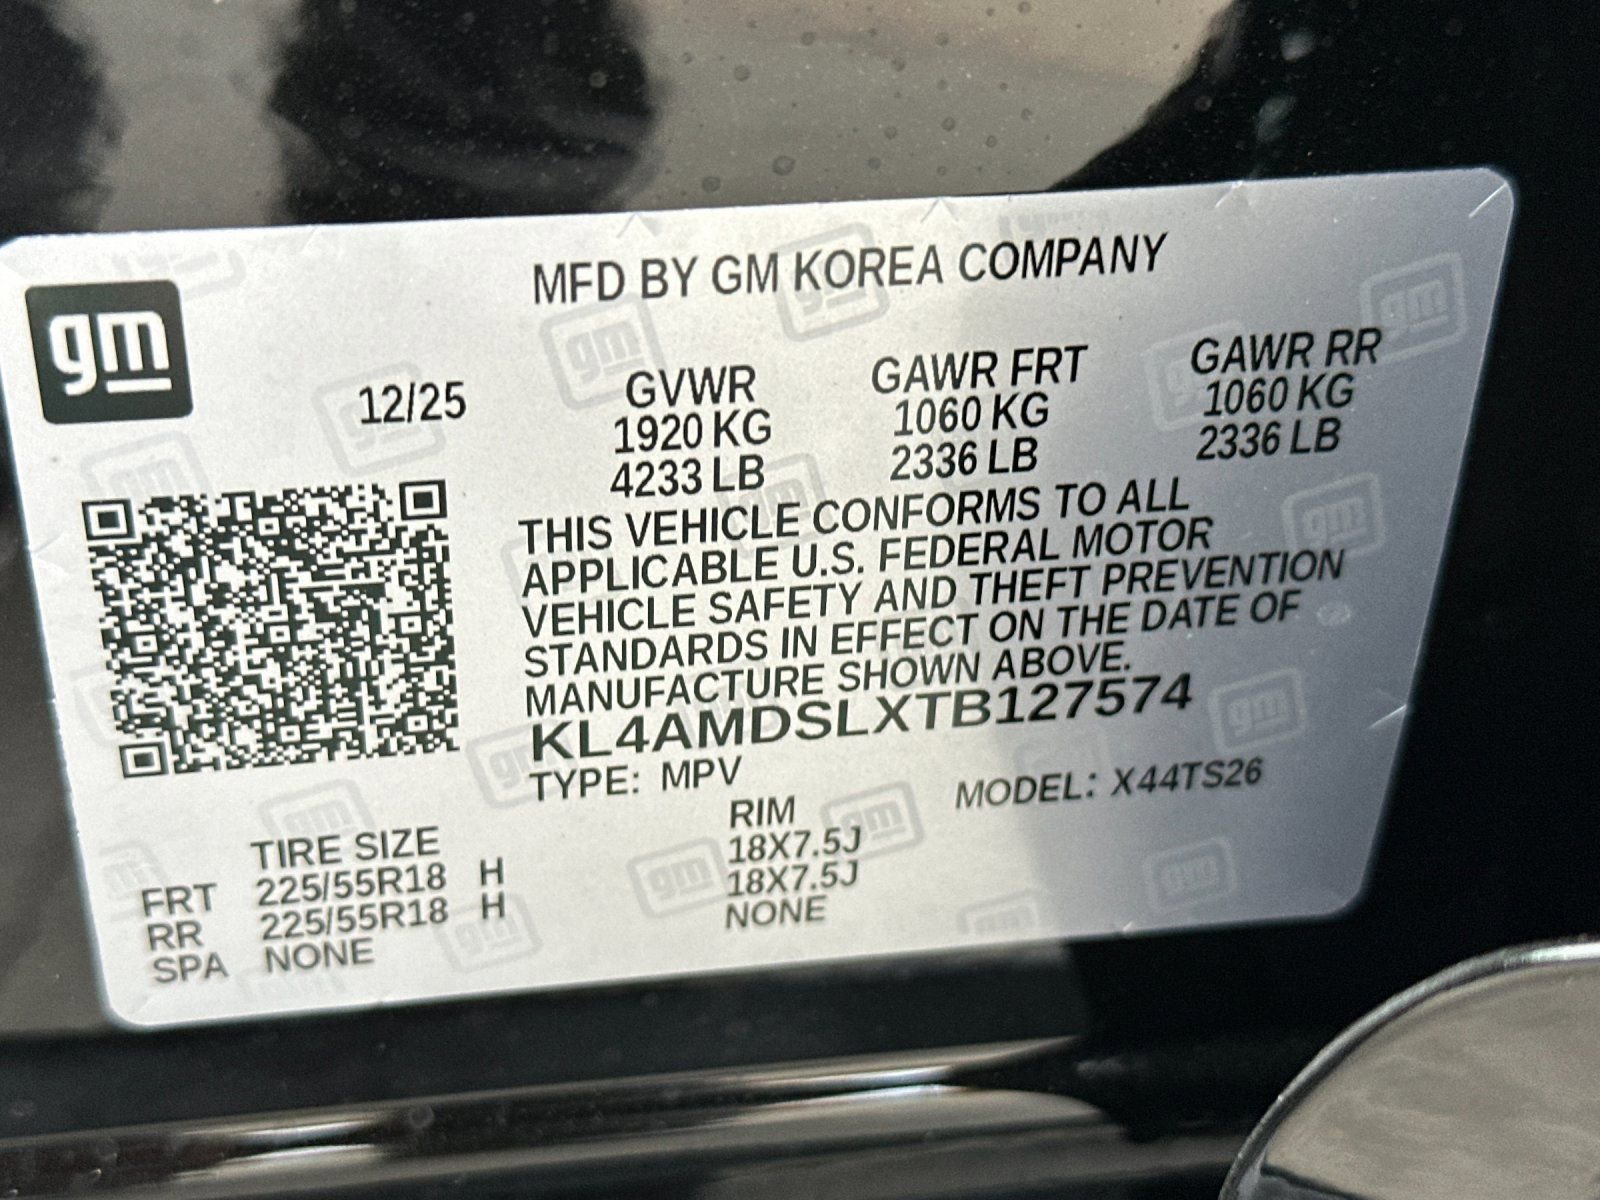 MFD BY GM KOREA COMPANY
gm
12/25
GVWR GAWR FRT GAWR RR
1920 KG 1060 KG 1060 KG
4233 LB 2336 LB 2336 LB
THIS VEHICLE CONFORMS TO ALL
APPLICABLE U.S. FEDERAL MOTOR
VEHICLE SAFETY AND THEFT PREVENTION
STANDARDS IN EFFECT ON THE DATE OF
MANUFACTURE SHOWN ABOVE.
KL4AMDSLXTB127574
TYPE: MPV MODEL: X44TS26
TIRE SIZE RIM
FRT 225/55R18 H 18X7.5J
RR 225/55R18 H 18X7.5J
SPA NONE NONE